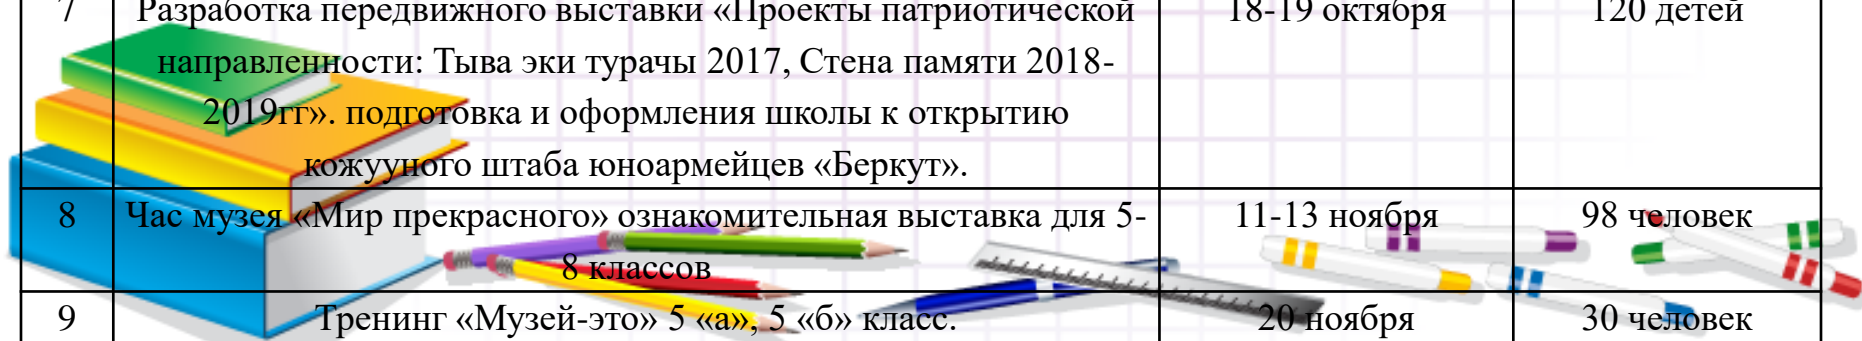 7 Разработка передвижного выставки «Проекты патриотической 18-19 октября 120 детей
направленности: Тыва эки турачы 2017, Стена памяти 2018-
2019гг». подготовка и оформления школы к открытию
кожууного штаба юноармейцев «Беркут».
8 Час музея «Мир прекрасного» ознакомительная выставка для 5- 11-13 ноября 98 человек
8 классов
9 Тренинг «Музей-это» 5 «а», 5 «б» класс. 20 ноября 30 человек